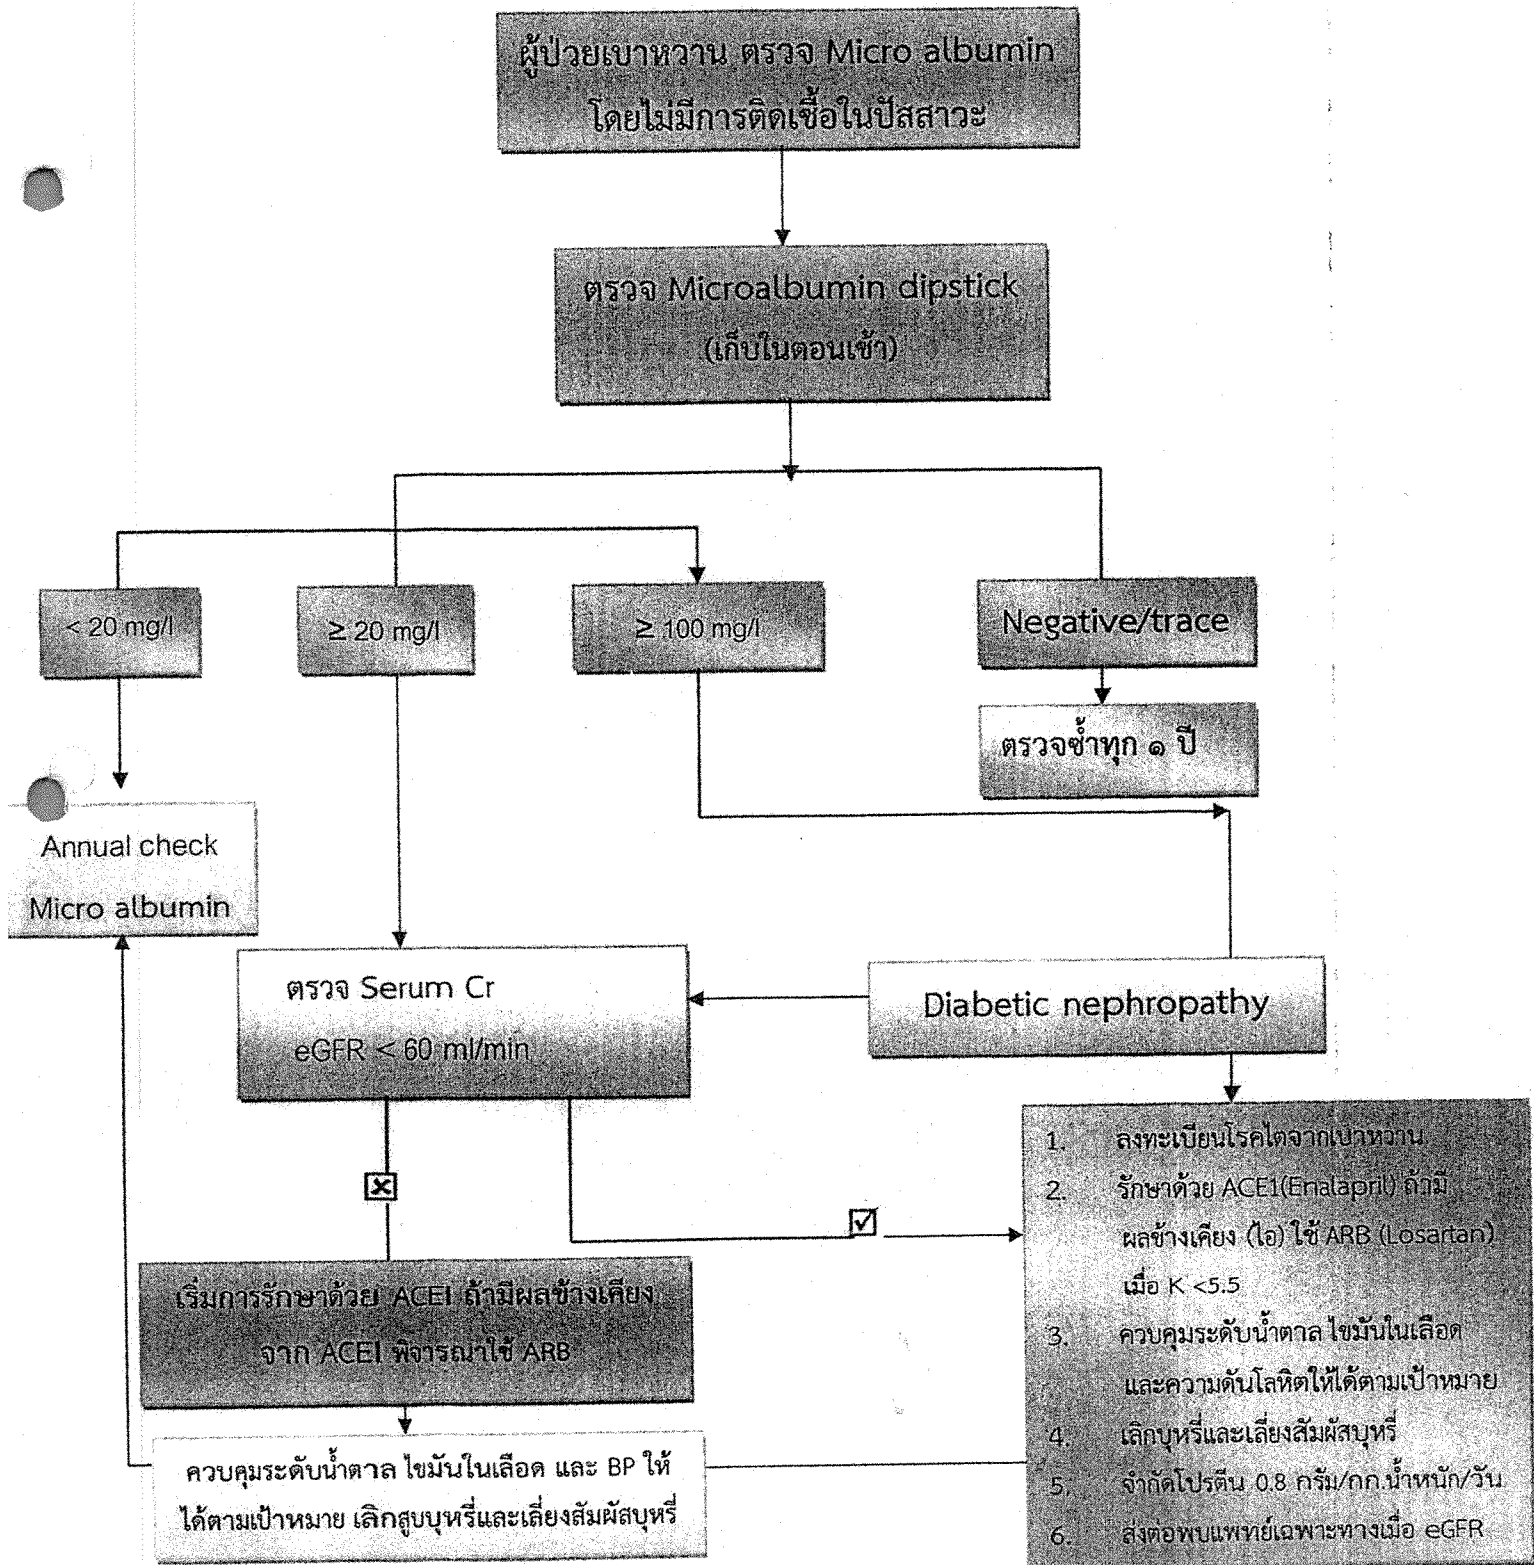 ผู้ป่วยเบาหวาน ตรวจ Micro albumin
โดยไม่มีการติดเชื้อในปัสสาวะ
ตรวจ Microalbumin dipstick
(เก็บในตอนเช้า)
< 20 mg/l
≥ 20 mg/l
≥ 100 mg/l
Negative/trace
ตรวจซ้ำทุก ๑ ปี
Annual check
Micro albumin
ตรวจ Serum Cr
eGFR < 60 ml/min
Diabetic nephropathy
เริ่มการรักษาด้วย ACEI ถ้ามีผลข้างเคียง
จาก ACEI พิจารณาใช้ ARB
ควบคุมระดับน้ำตาล ไขมันในเลือด และ BP ให้
ได้ตามเป้าหมาย เลิกสูบบุหรี่และเลี่ยงสัมผัสบุหรี่
1. ลงทะเบียนโรคไตจากเบาหวาน
2. รักษาด้วย ACE1(Enalapril) ถ้ามี
ผลข้างเคียง (ไอ) ใช้ ARB (Losartan)
เมื่อ K <5.5
3. ควบคุมระดับน้ำตาล ไขมันในเลือด
และความดันโลหิตให้ได้ตามเป้าหมาย
4. เลิกบุหรี่และเลี่ยงสัมผัสบุหรี่
5. จำกัดโปรตีน 0.8 กรัม/กก.น้ำหนัก/วัน
6. ส่งต่อพบแพทย์เฉพาะทางเมื่อ eGFR